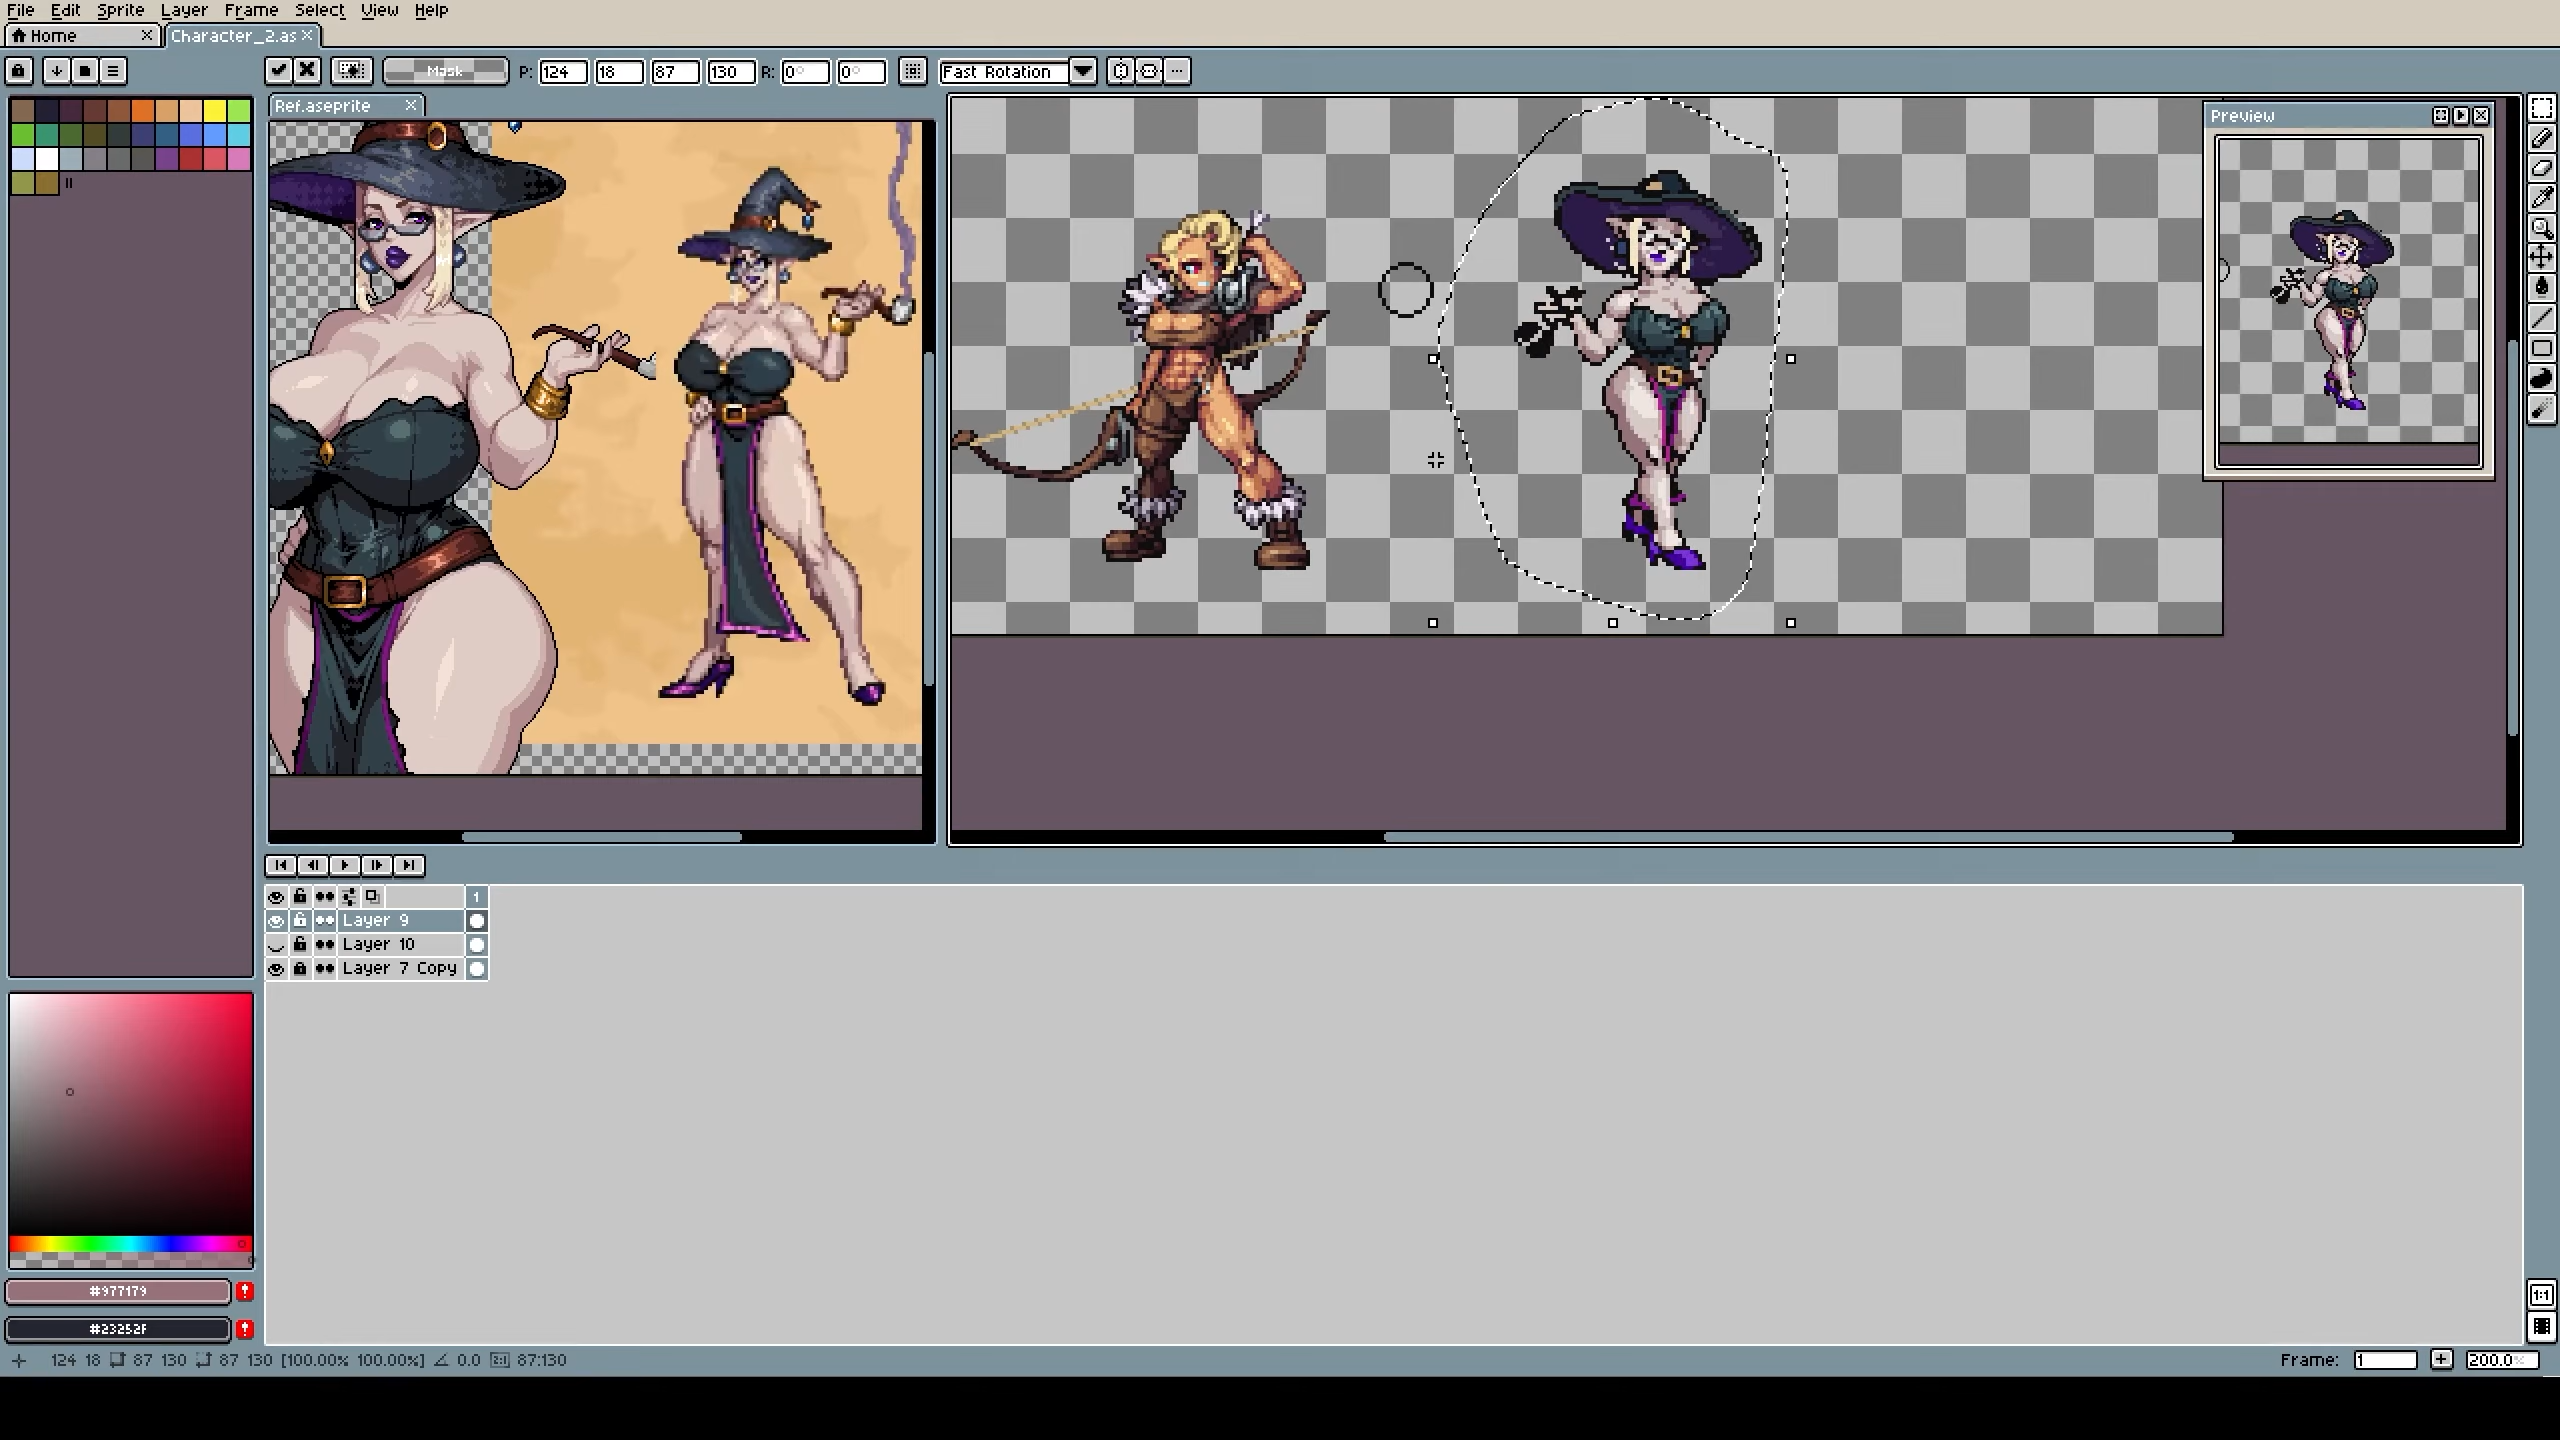 File Edit Sprite Layer Frame Select View Help
Home
Character_2.as
Mask P: 124 18 87 130 R: 0° 0° Fast Rotation
Ref.aseprite
Preview
1
Layer 9
Layer 10
Layer 7 Copy
#977179
#23252F
124 18 87 130 87 130 [100.00% 100.00%] 0.0 87:130
1:1
Frame: 1 200.0%